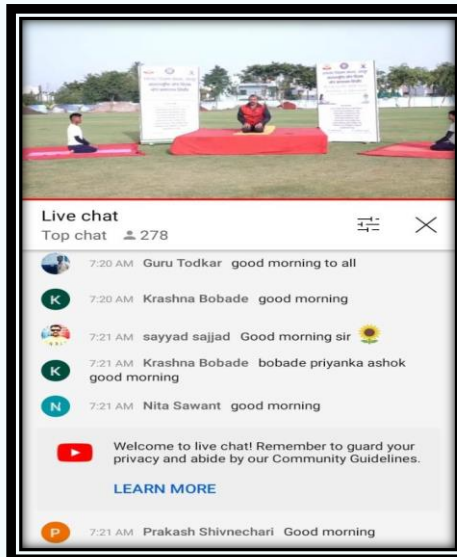 Live chat
Top chat 278
7:20 AM Guru Todkar good morning to all
K 7:20 AM Krashna Bobade good morning
7:21 AM sayyad sajjad Good morning sir 🌻
K 7:21 AM Krashna Bobade bobade priyanka ashok
good morning
N 7:21 AM Nita Sawant good morning
Welcome to live chat! Remember to guard your
privacy and abide by our Community Guidelines.
LEARN MORE
P 7:21 AM Prakash Shivnechari Good morning